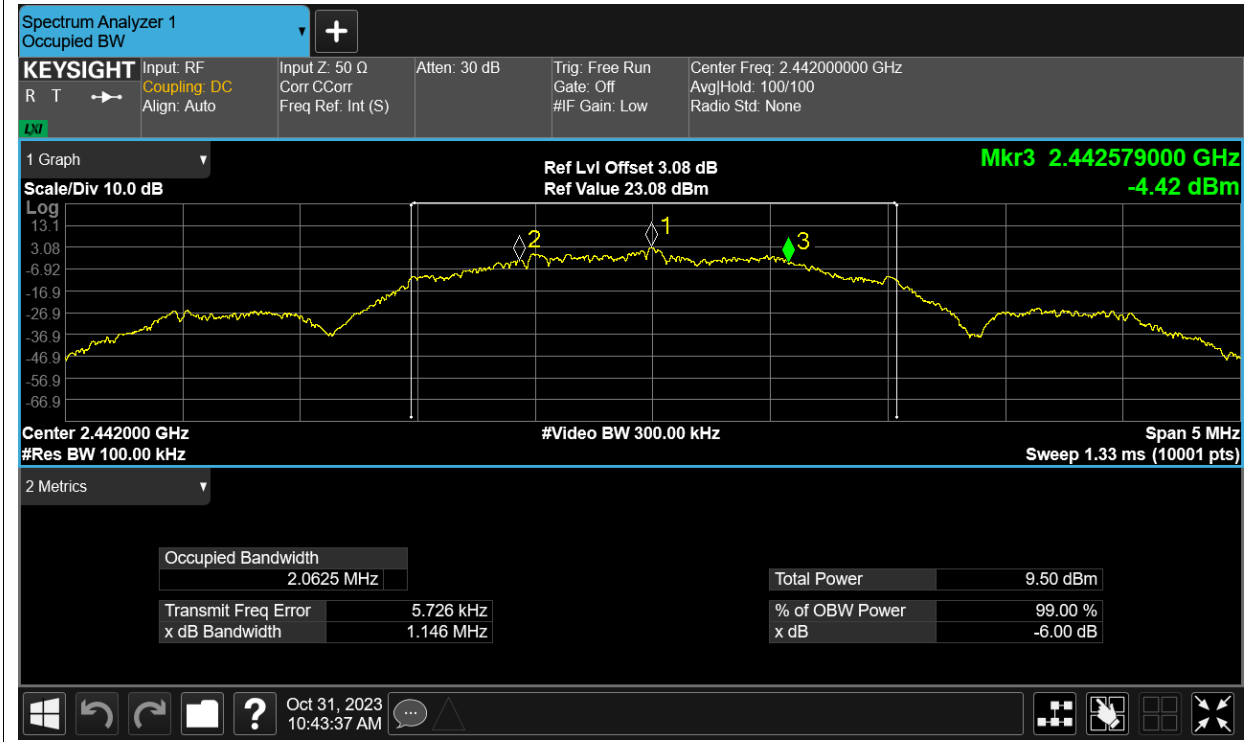 Spectrum Analyzer 1
Occupied BW
KEYSIGHT Input: RF Input Z: 50 Ω Atten: 30 dB Trig: Free Run Center Freq: 2.442000000 GHz
R T Coupling: DC Corr CCorr Gate: Off Avg|Hold: 100/100
Align: Auto Freq Ref: Int (S) #IF Gain: Low Radio Std: None
LXI
1 Graph Ref Lvl Offset 3.08 dB Mkr3 2.442579000 GHz
Scale/Div 10.0 dB Ref Value 23.08 dBm -4.42 dBm
Log
13.1
3.08
-6.92
-16.9
-26.9
-36.9
-46.9
-56.9
-66.9
2 1 3
Center 2.442000 GHz #Video BW 300.00 kHz Span 5 MHz
#Res BW 100.00 kHz Sweep 1.33 ms (10001 pts)
2 Metrics
Occupied Bandwidth
2.0625 MHz Total Power 9.50 dBm
Transmit Freq Error 5.726 kHz % of OBW Power 99.00 %
x dB Bandwidth 1.146 MHz x dB -6.00 dB
? Oct 31, 2023
10:43:37 AM